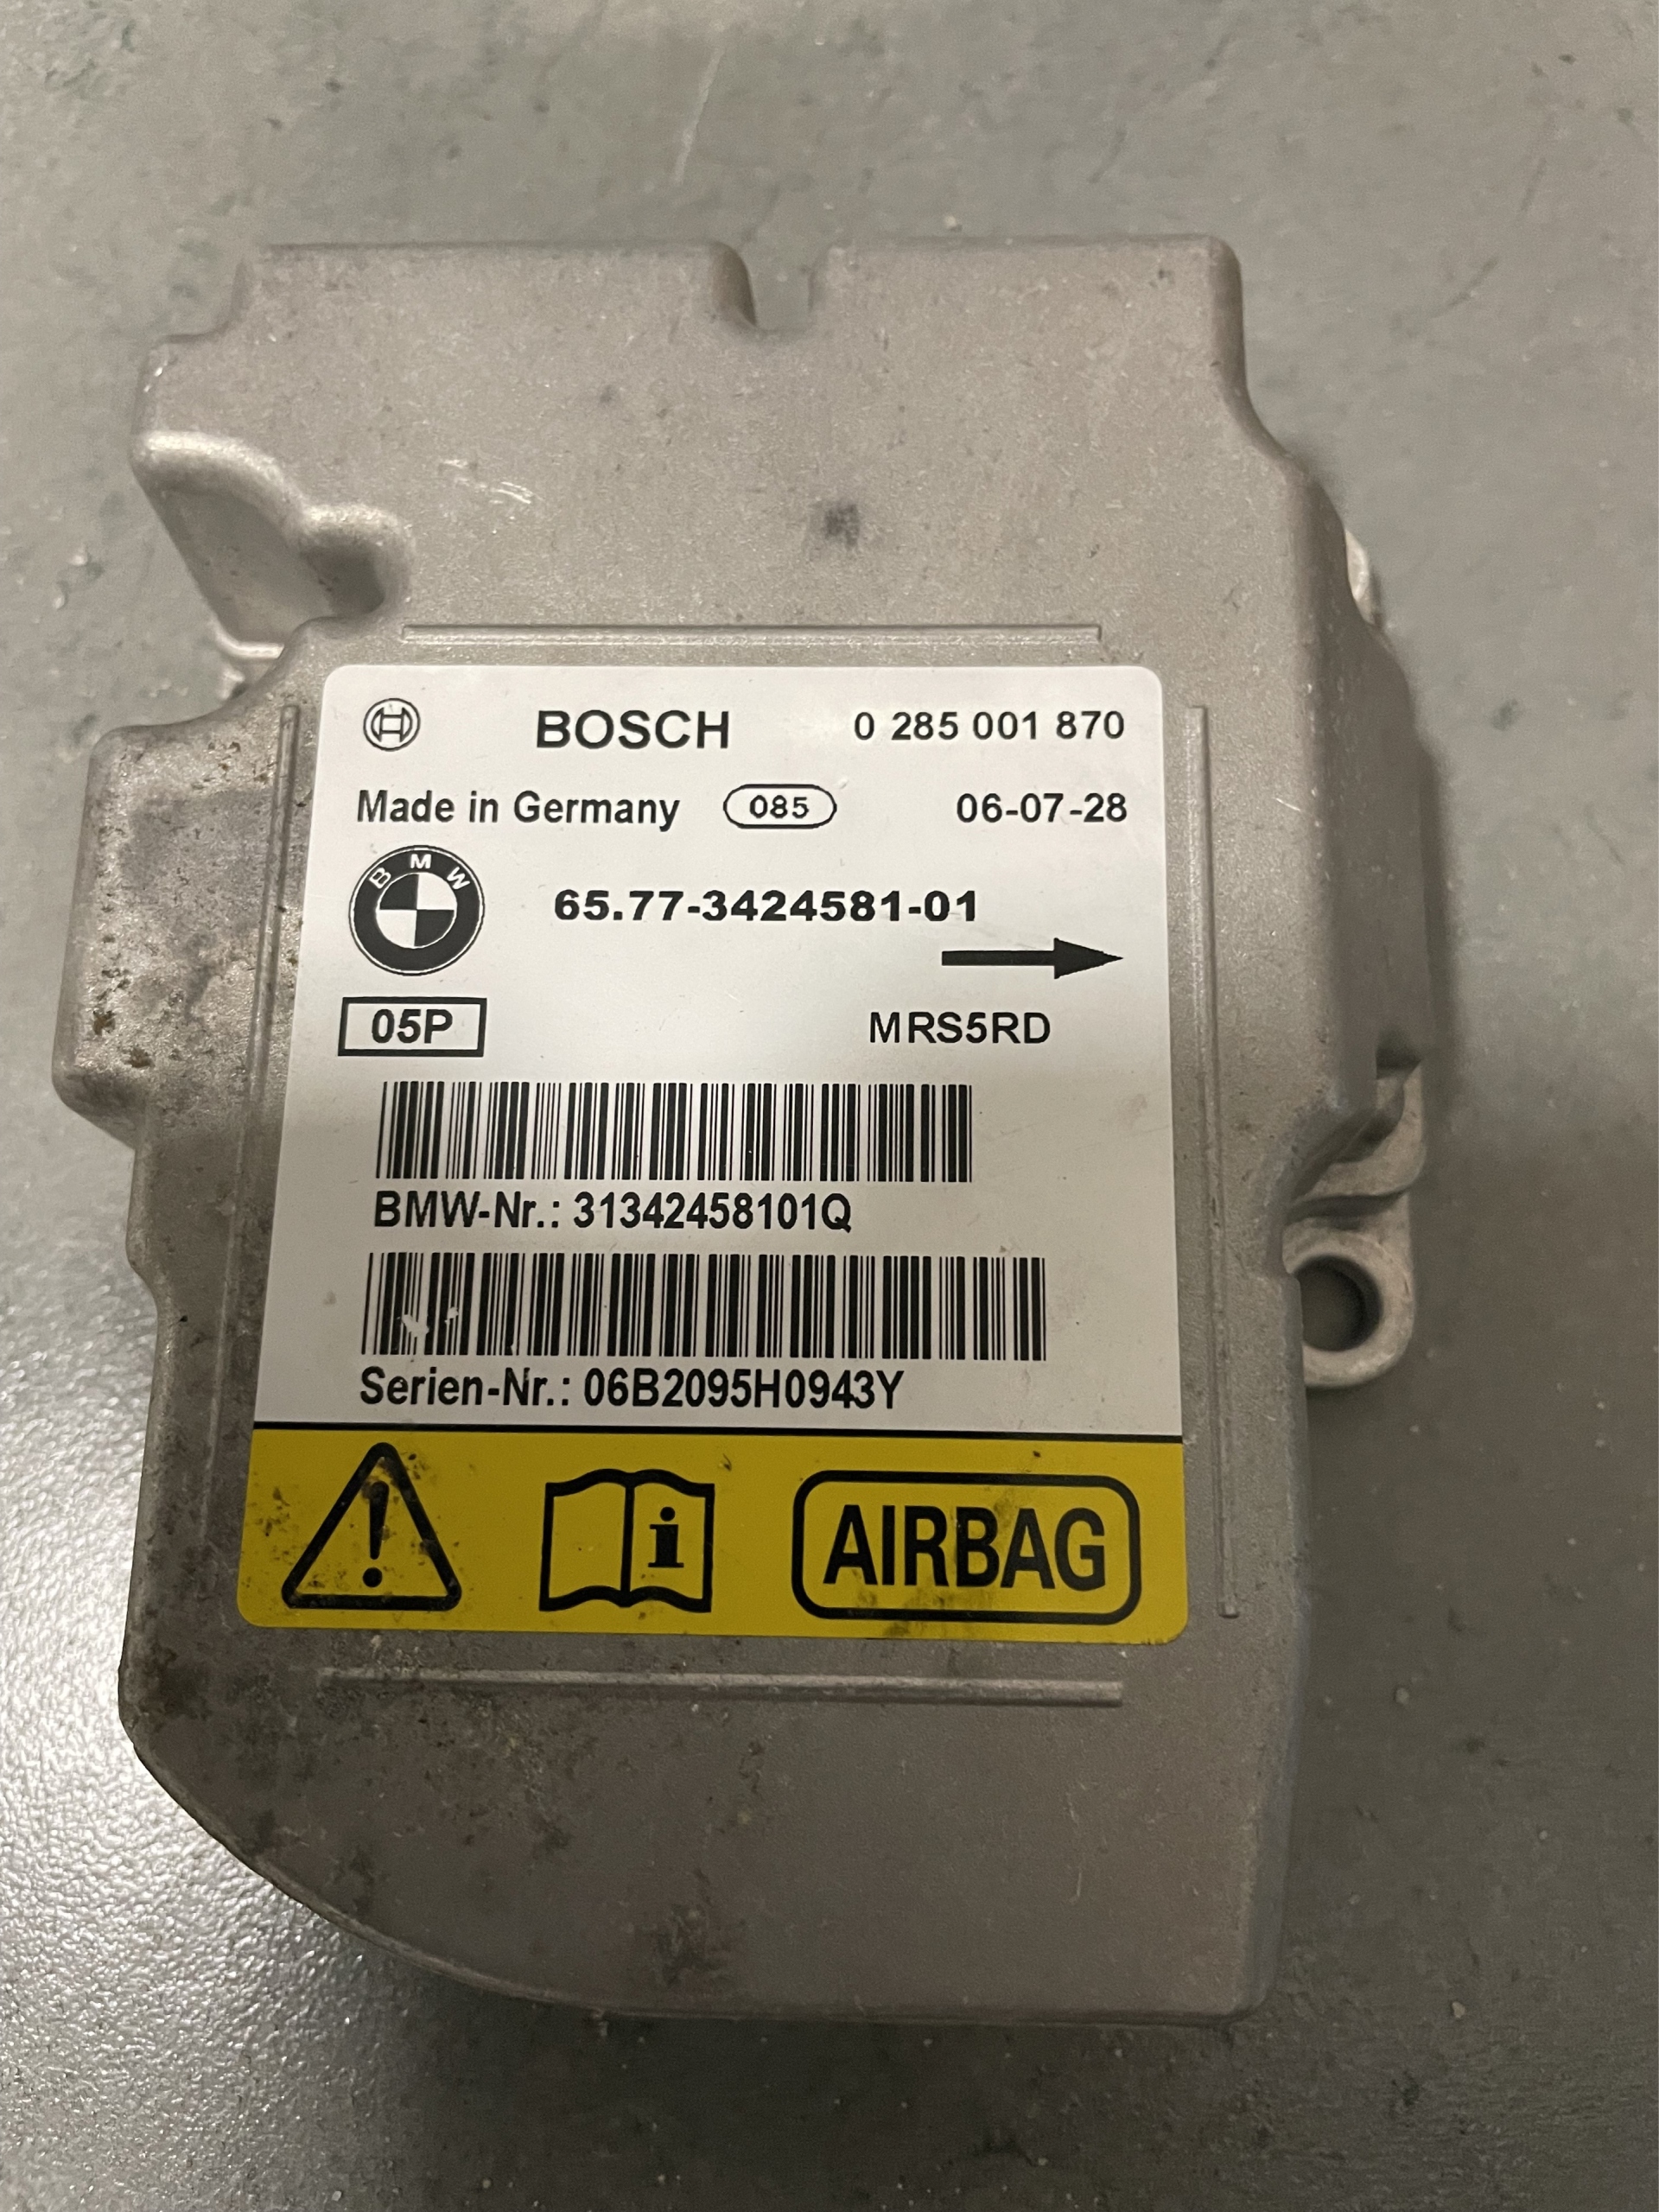 BOSCH 0 285 001 870
Made in Germany 085 06-07-28
BMW 65.77-3424581-01
05P MRS5RD
BMW-Nr.: 31342458101Q
Serien-Nr.: 06B2095H0943Y
! i AIRBAG